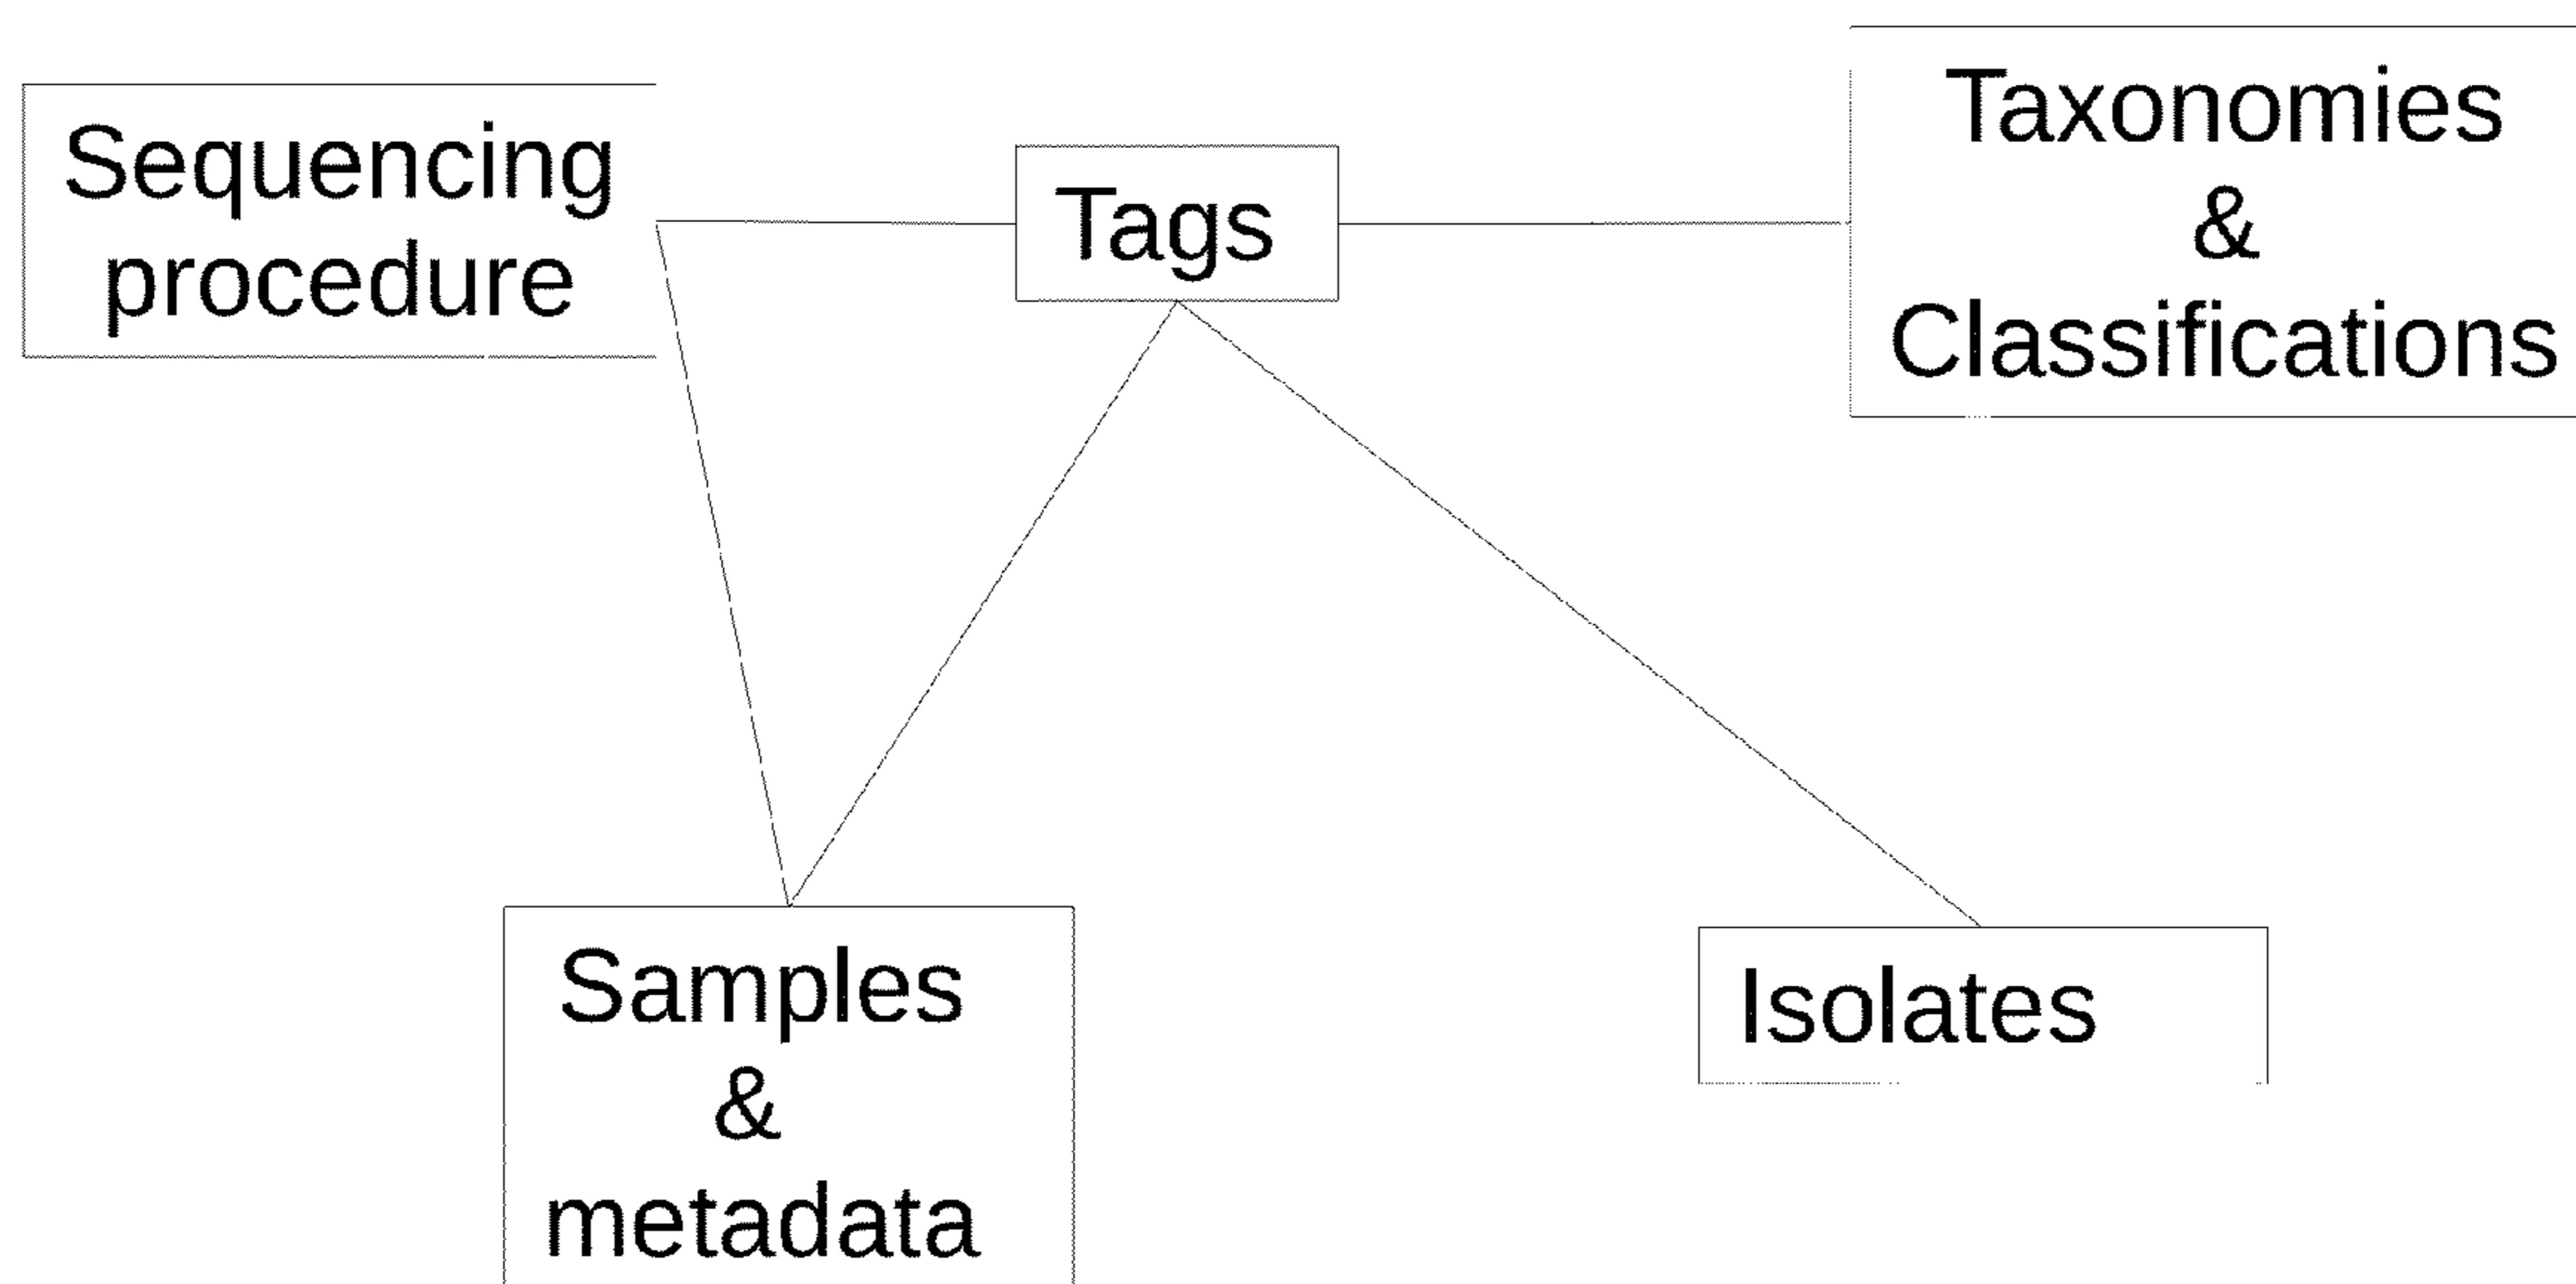 Sequencing
procedure
Tags
Taxonomies
&
Classifications
Samples
&
metadata
Isolates